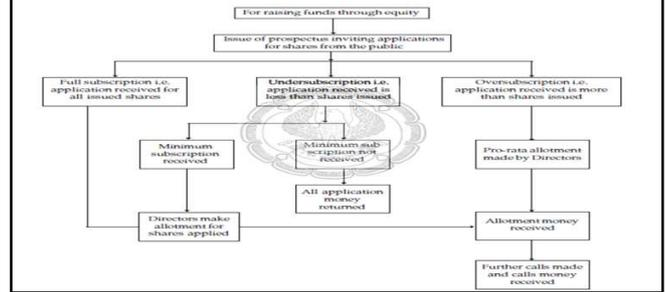 For raising funds through equity
Issue of prospectus inviting applications
for shares from the public
Full subscription i.e.
application received for
all issued shares
Undersubscription i.e.
application received is
less than shares issued
Oversubscription i.e.
application received is more
than shares issued
Minimum
subscription
received
Minimum sub
scription not
received
Pro-rata allotment
made by Directors
All application
money
returned
Directors make
allotment for
shares applied
Allotment money
received
Further calls made
and calls money
received